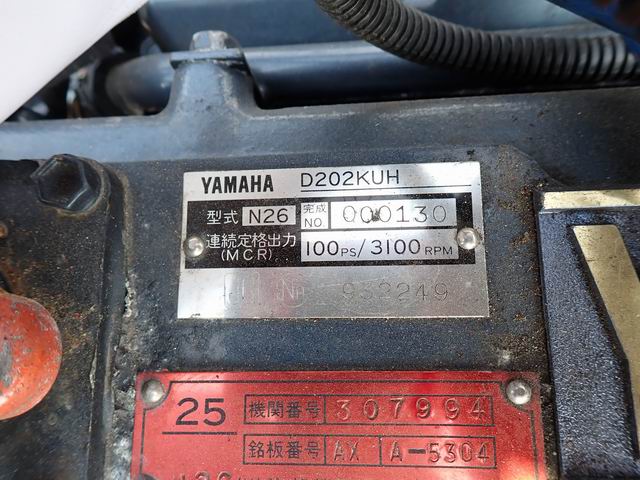 YAMAHA D202KUH
型式 N26 完成NO. 000130
連続定格出力 (MCR) 100PS/3100RPM
932249
25 機関番号 307994
銘板番号 AX A-5304